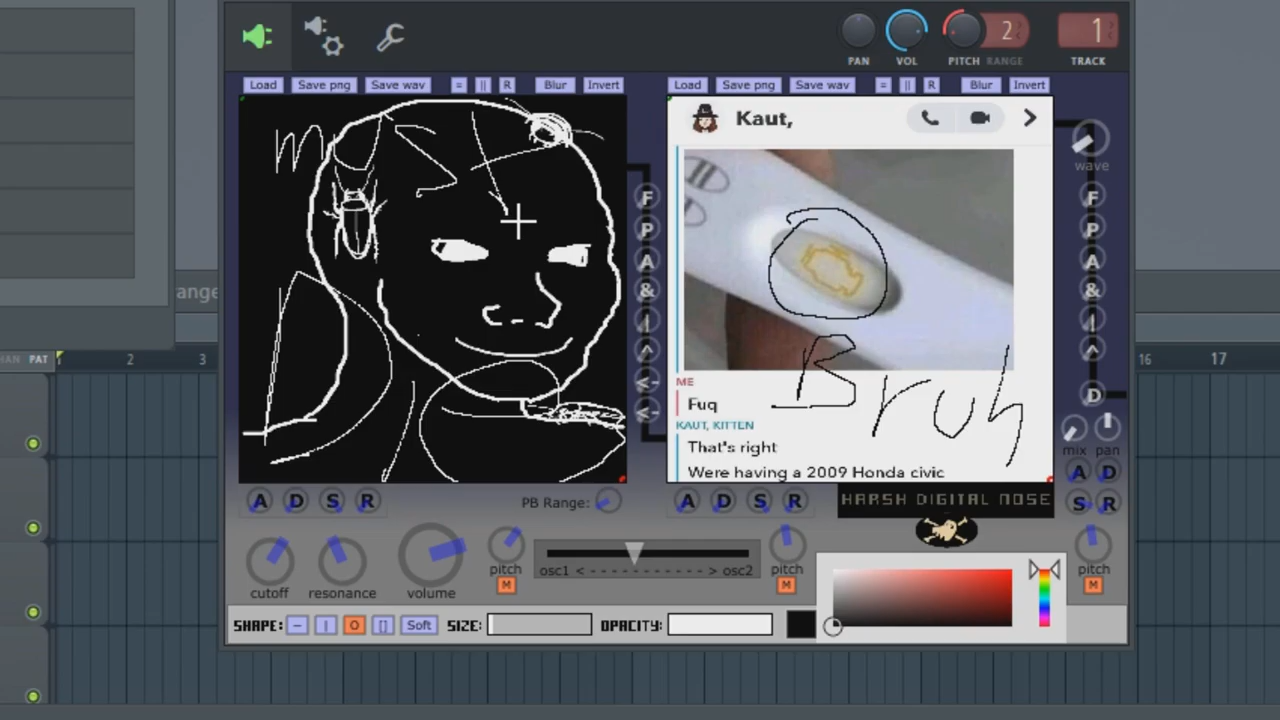 PAN VOL PITCH RANGE 2 1 TRACK
Load Save png Save wav = || R Blur Invert
Load Save png Save wav = || R Blur Invert
Kaut,
wave
F
P
A
&
|
^
<-
<-
F
P
A
&
|
^
D
Bruh
ME
Fuq
KAUT, KITTEN
That's right
Were having a 2009 Honda civic
mix pan
A D
S R
A D S R
PB Range:
A D S R
HARSH DIGITAL NOSE
cutoff resonance volume
pitch M
osc1 < - - - - - - - - - - - > osc2
pitch M
pitch M
SHAPE: – | O [] Soft SIZE: OPACITY:
ange
HAN PAT
2 3 16 17